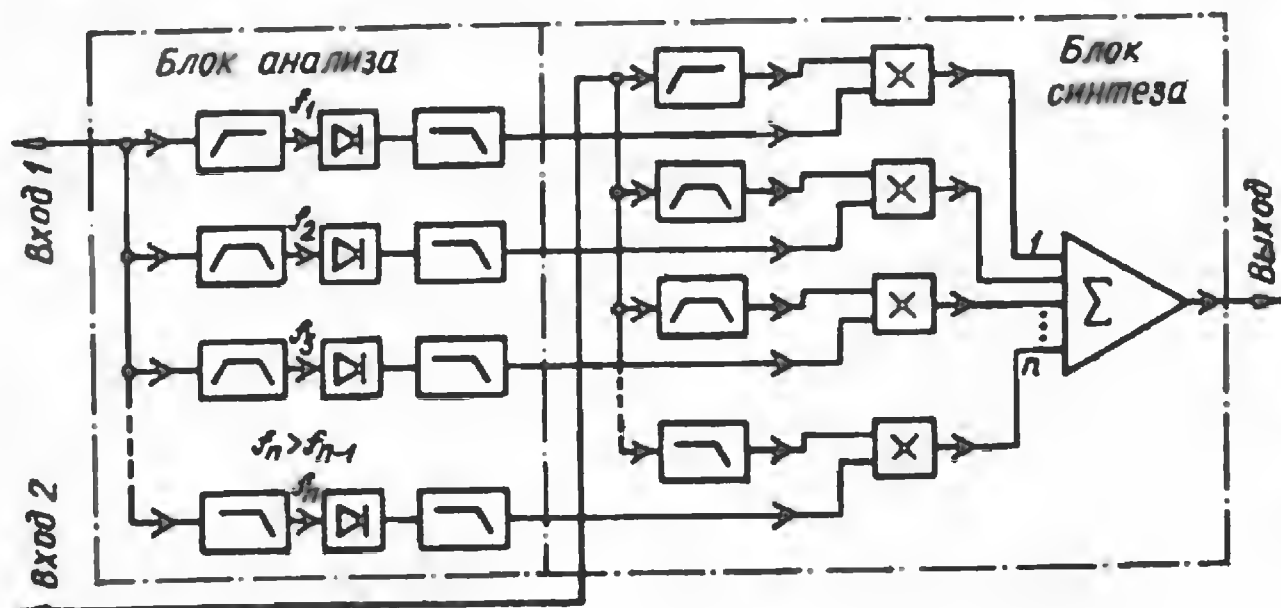 Блок анализа
Блок
синтеза
Вход 1
f₁
f₂
f₃
fₙ > fₙ₋₁
fₙ
Вход 2
1
n
Σ
Выход